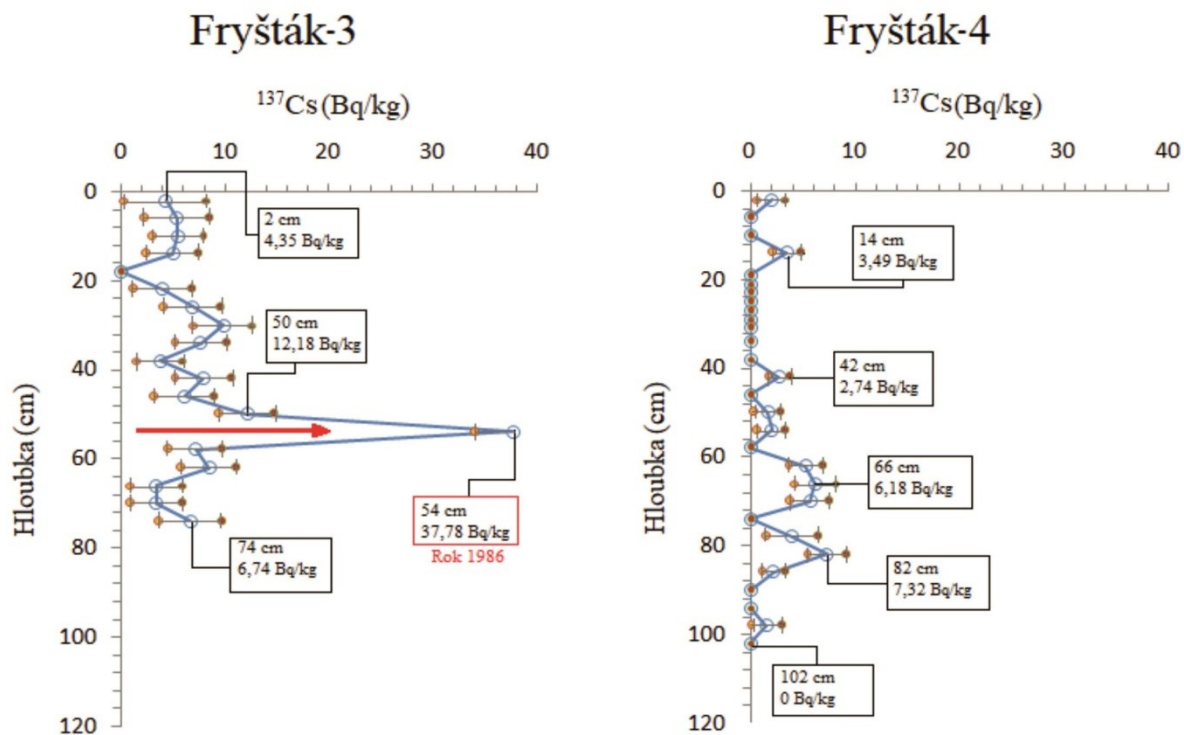 Fryšták-3
¹³⁷Cs (Bq/kg)
0 10 20 30 40
0
20
40
60
80
100
120
Hloubka (cm)
2 cm
4,35 Bq/kg
50 cm
12,18 Bq/kg
54 cm
37,78 Bq/kg
Rok 1986
74 cm
6,74 Bq/kg
Fryšták-4
¹³⁷Cs (Bq/kg)
0 10 20 30 40
0
20
40
60
80
100
120
Hloubka (cm)
14 cm
3,49 Bq/kg
42 cm
2,74 Bq/kg
66 cm
6,18 Bq/kg
82 cm
7,32 Bq/kg
102 cm
0 Bq/kg